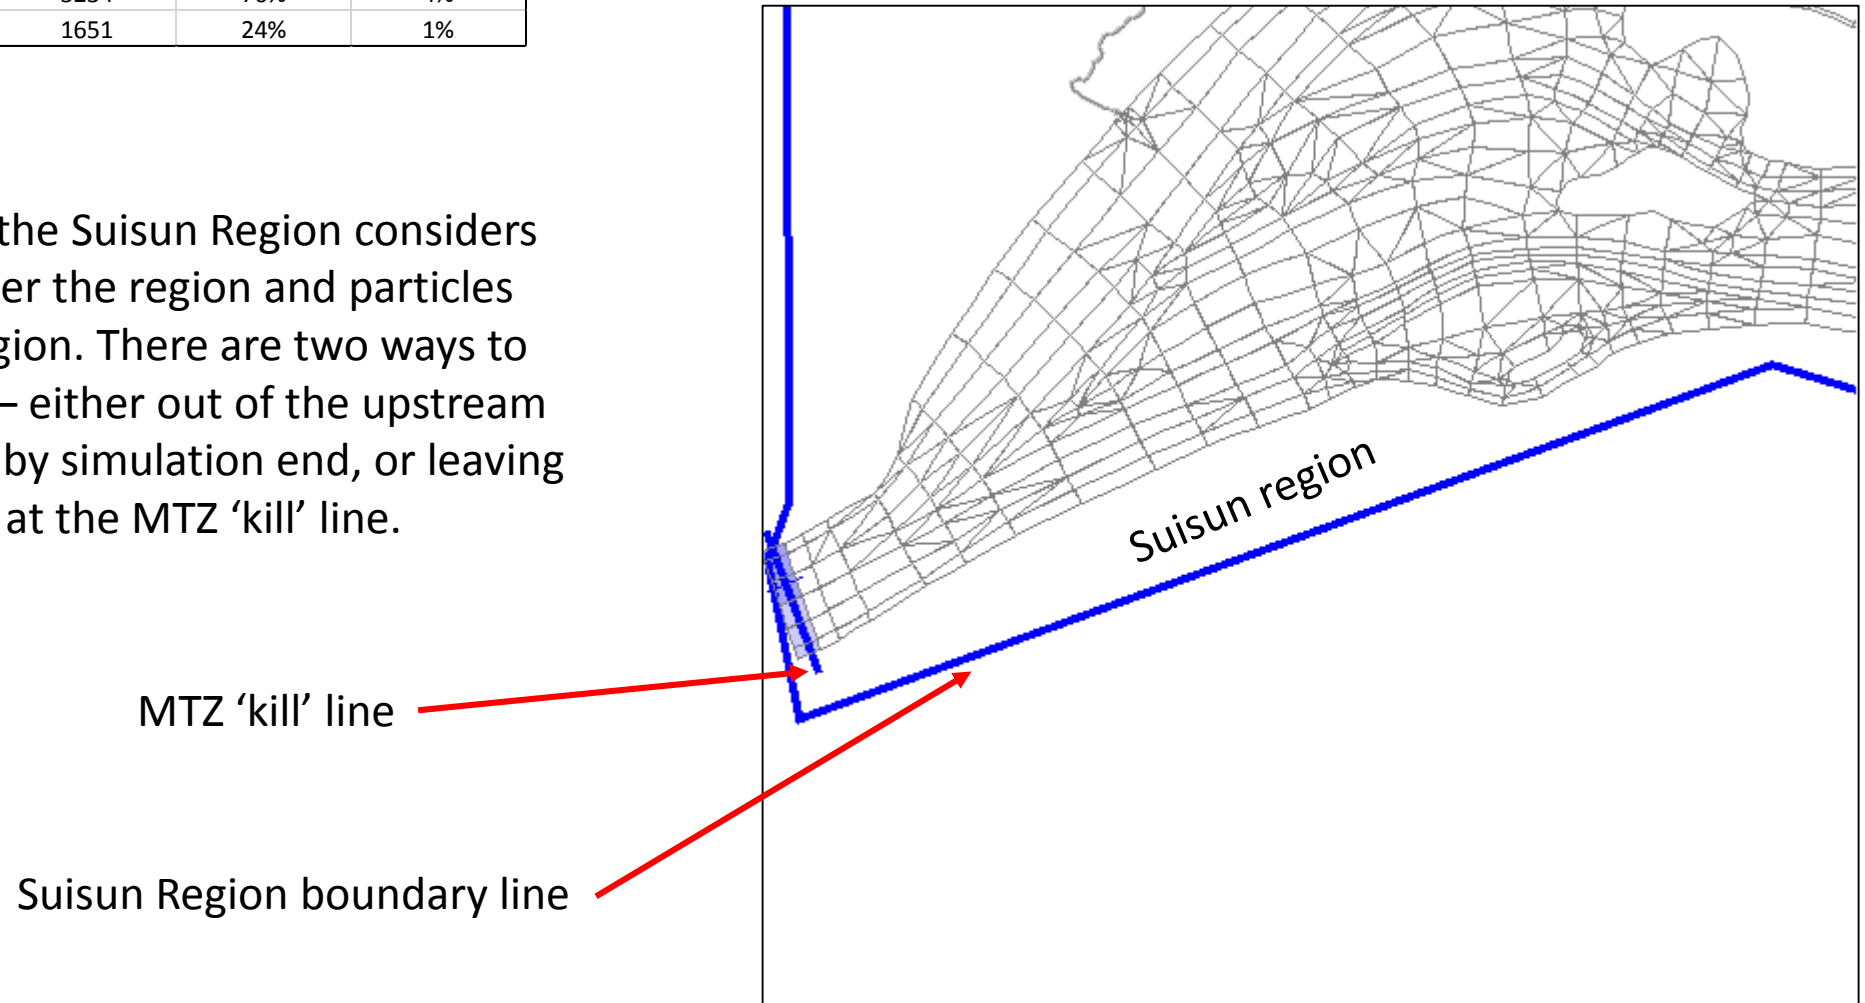 1651 24% 1%
the Suisun Region considers
er the region and particles
gion. There are two ways to
– either out of the upstream
by simulation end, or leaving
at the MTZ ‘kill’ line.
Suisun region
MTZ ‘kill’ line
Suisun Region boundary line